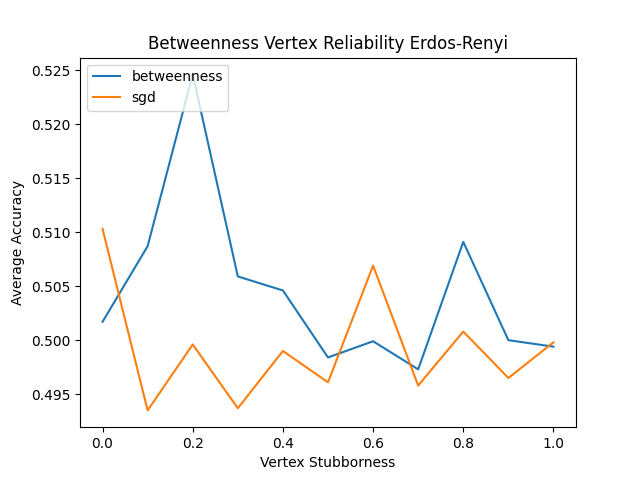 Betweenness Vertex Reliability Erdos-Renyi
betweenness
sgd
0.525
0.520
0.515
0.510
0.505
0.500
0.495
Average Accuracy
0.0
0.2
0.4
0.6
0.8
1.0
Vertex Stubborness